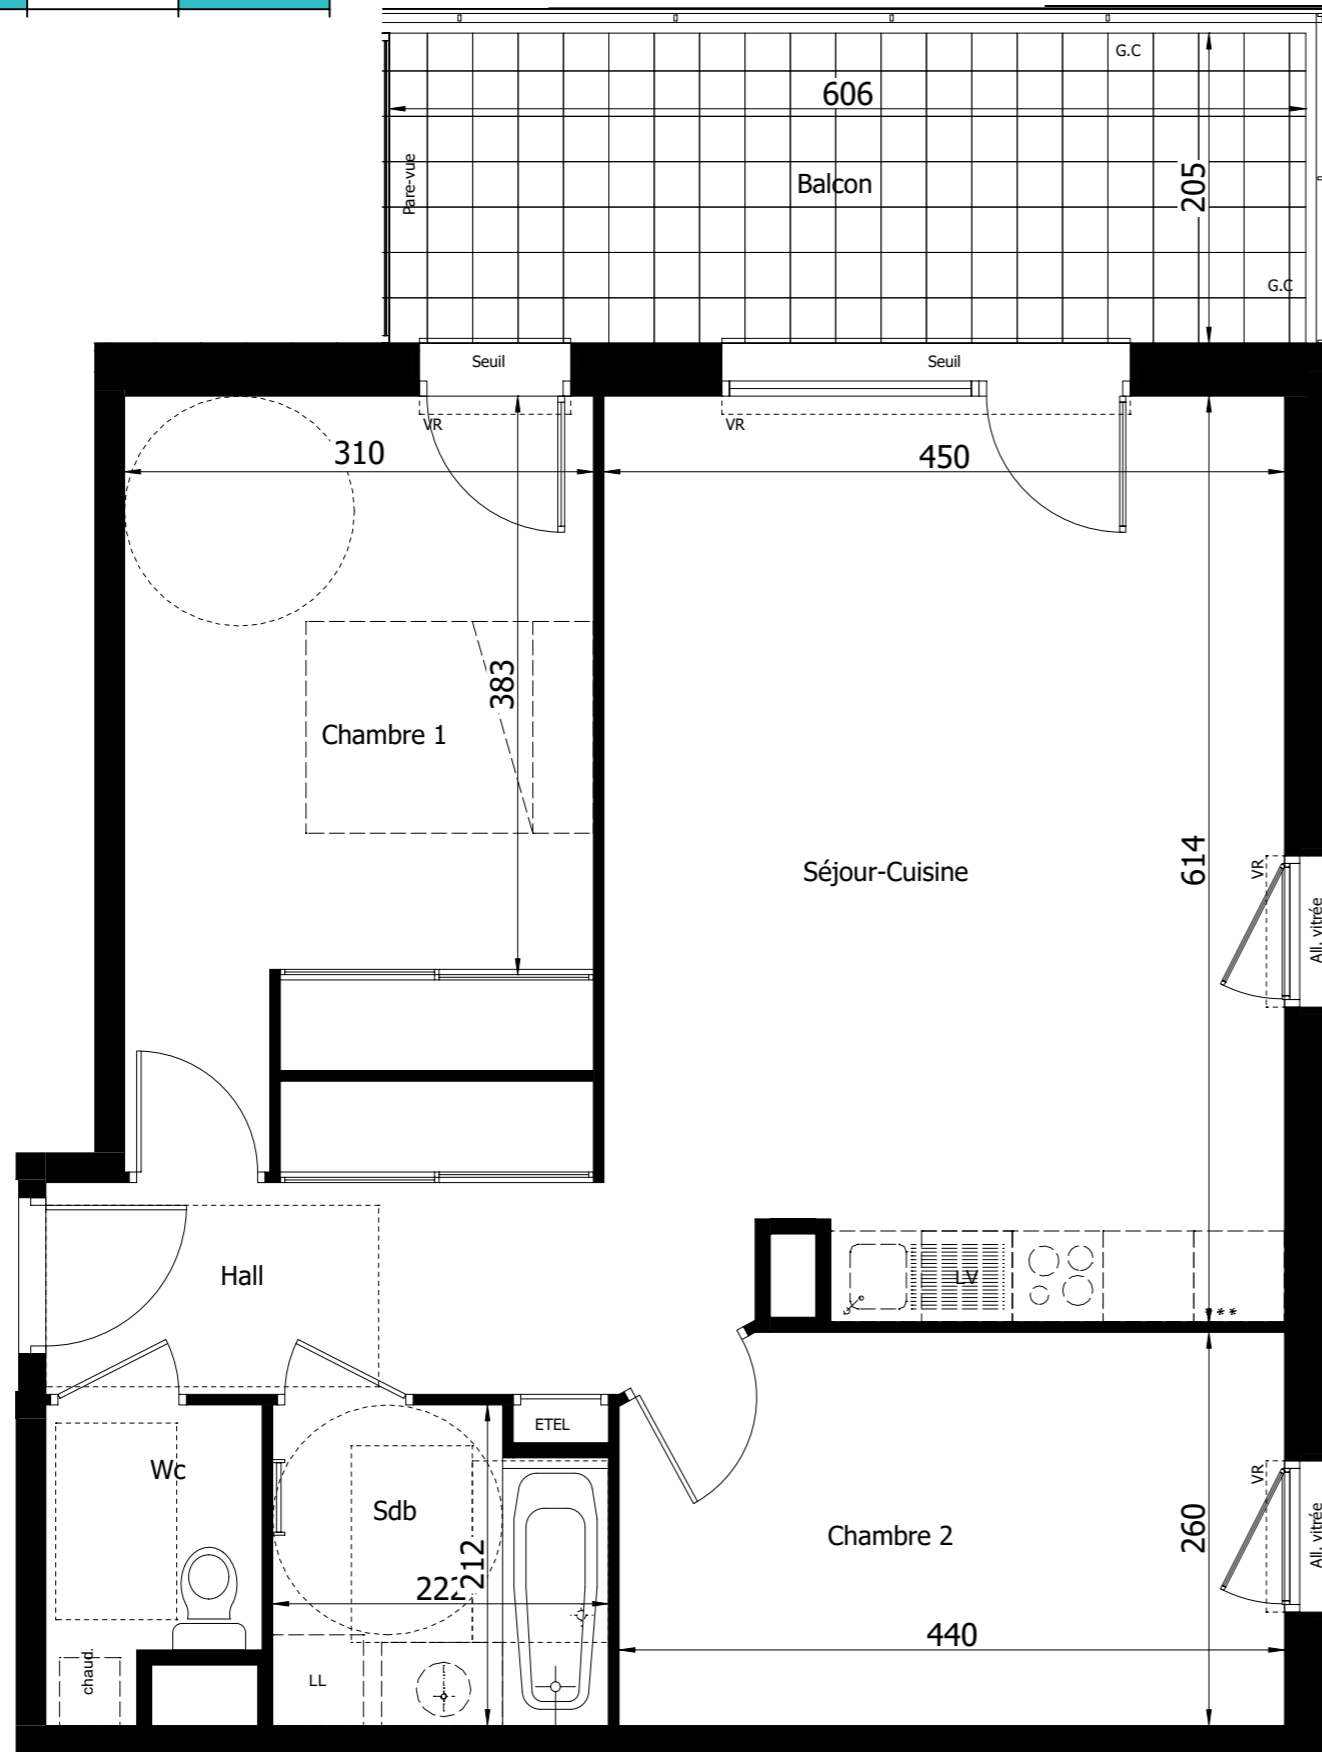 G.C
606
Pare-vue
Balcon
205
G.C
Seuil
Seuil
VR
VR
310
450
383
Chambre 1
614
Séjour-Cuisine
VR
All. vitrée
Hall
LV
***
ETEL
Wc
Sdb
VR
212
Chambre 2
260
All. vitrée
222
440
chaud.
LL